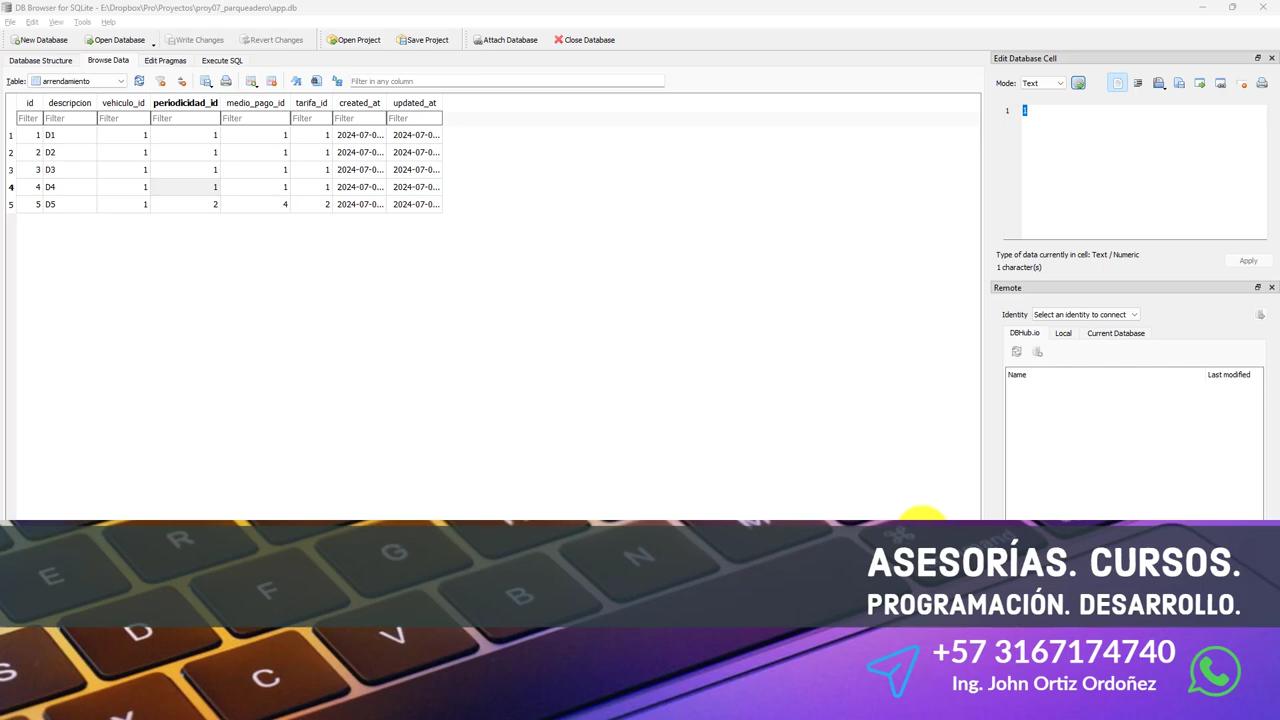 DB Browser for SQLite - E:\Dropbox\Pro\Proyectos\proy07_parqueadero\app.db
File Edit View Tools Help
New Database Open Database Write Changes Revert Changes Open Project Save Project Attach Database Close Database
Database Structure Browse Data Edit Pragmas Execute SQL
Table: arrendamiento Filter in any column
id descripcion vehiculo_id periodicidad_id medio_pago_id tarifa_id created_at updated_at
Filter Filter Filter Filter Filter Filter Filter Filter
1 1 D1 1 1 1 1 2024-07-0... 2024-07-0...
2 2 D2 1 1 1 1 2024-07-0... 2024-07-0...
3 3 D3 1 1 1 1 2024-07-0... 2024-07-0...
4 4 D4 1 1 1 1 2024-07-0... 2024-07-0...
5 5 D5 1 2 4 2 2024-07-0... 2024-07-0...
Edit Database Cell
Mode: Text
1 1
Type of data currently in cell: Text / Numeric
1 character(s)
Apply
Remote
Identity Select an identity to connect
DBHub.io Local Current Database
Name Last modified
ASESORÍAS. CURSOS.
PROGRAMACIÓN. DESARROLLO.
+57 3167174740
Ing. John Ortiz Ordoñez
R
E G
F N
D B
S V
C